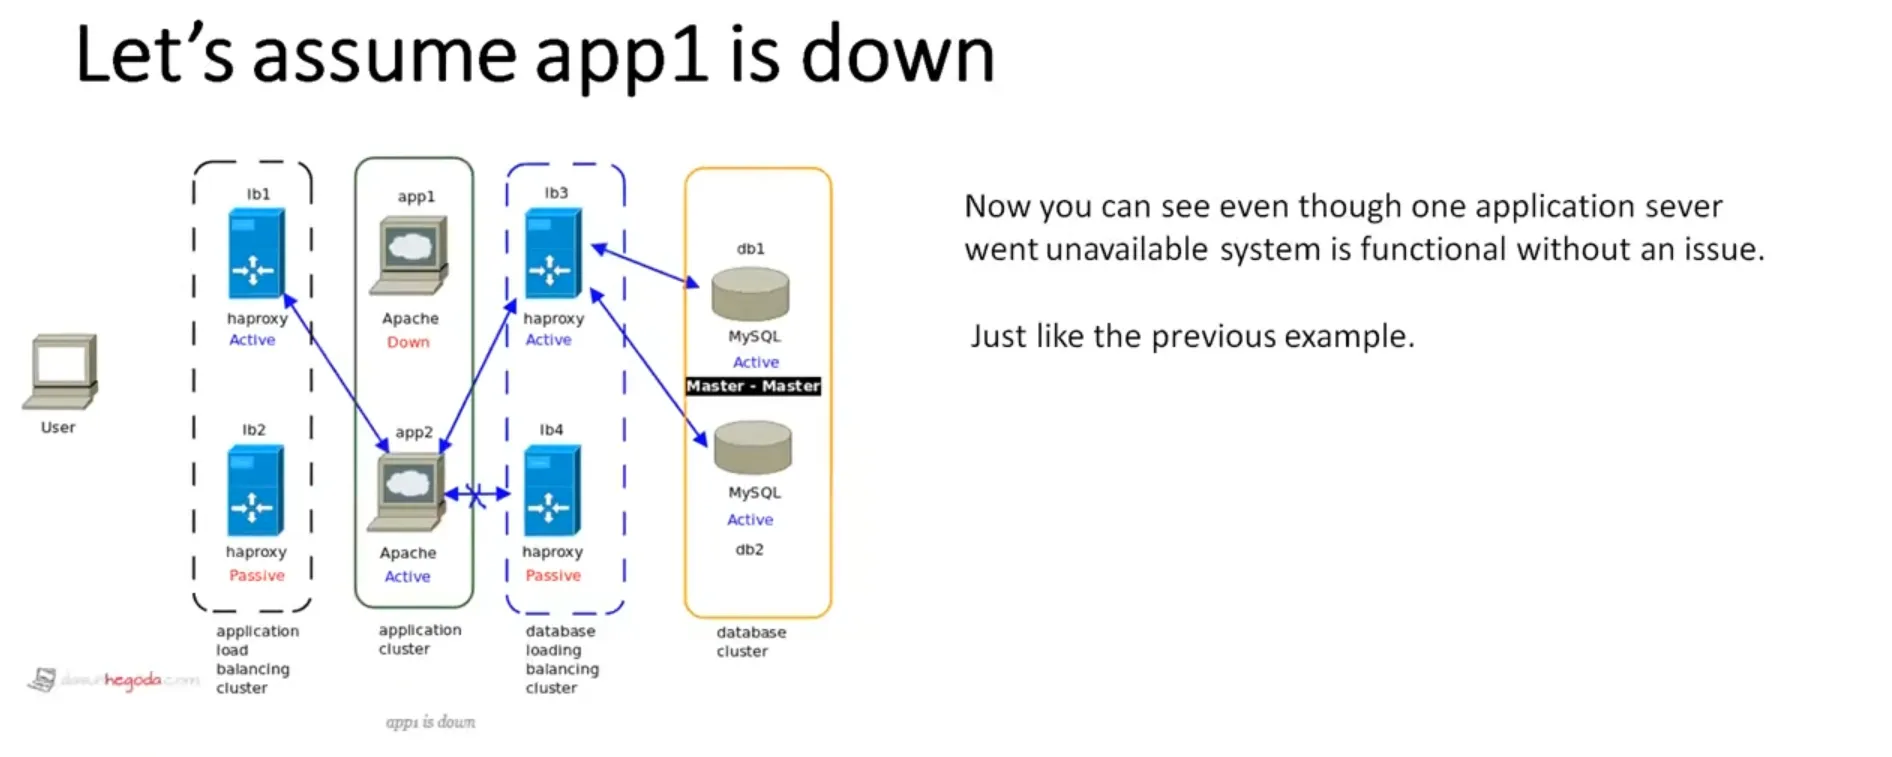 Let's assume app1 is down
lb1
haproxy
Active
app1
Apache
Down
lb3
haproxy
Active
db1
MySQL
Active
Master - Master
User
lb2
haproxy
Passive
app2
Apache
Active
lb4
haproxy
Passive
MySQL
Active
db2
application
load
balancing
cluster
application
cluster
database
loading
balancing
cluster
database
cluster
hegoda.com
app1 is down
Now you can see even though one application sever
went unavailable system is functional without an issue.
Just like the previous example.